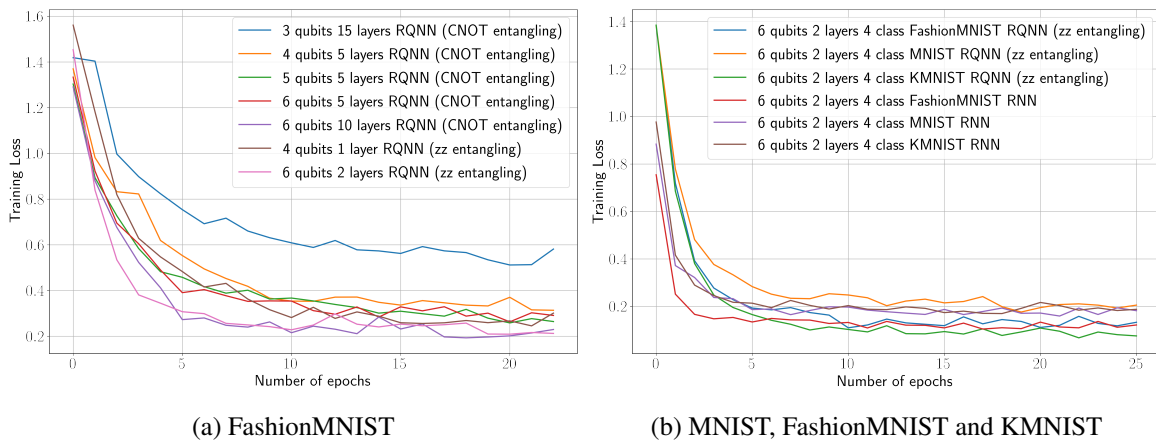 1.6
1.4
1.2
1.0
0.8
0.6
0.4
0.2
Training Loss
0 5 10 15 20
Number of epochs
3 qubits 15 layers RQNN (CNOT entangling)
4 qubits 5 layers RQNN (CNOT entangling)
5 qubits 5 layers RQNN (CNOT entangling)
6 qubits 5 layers RQNN (CNOT entangling)
6 qubits 10 layers RQNN (CNOT entangling)
4 qubits 1 layer RQNN (zz entangling)
6 qubits 2 layers RQNN (zz entangling)
(a) FashionMNIST
1.4
1.2
1.0
0.8
0.6
0.4
0.2
Training Loss
0 5 10 15 20 25
Number of epochs
6 qubits 2 layers 4 class FashionMNIST RQNN (zz entangling)
6 qubits 2 layers 4 class MNIST RQNN (zz entangling)
6 qubits 2 layers 4 class KMNIST RQNN (zz entangling)
6 qubits 2 layers 4 class FashionMNIST RNN
6 qubits 2 layers 4 class MNIST RNN
6 qubits 2 layers 4 class KMNIST RNN
(b) MNIST, FashionMNIST and KMNIST